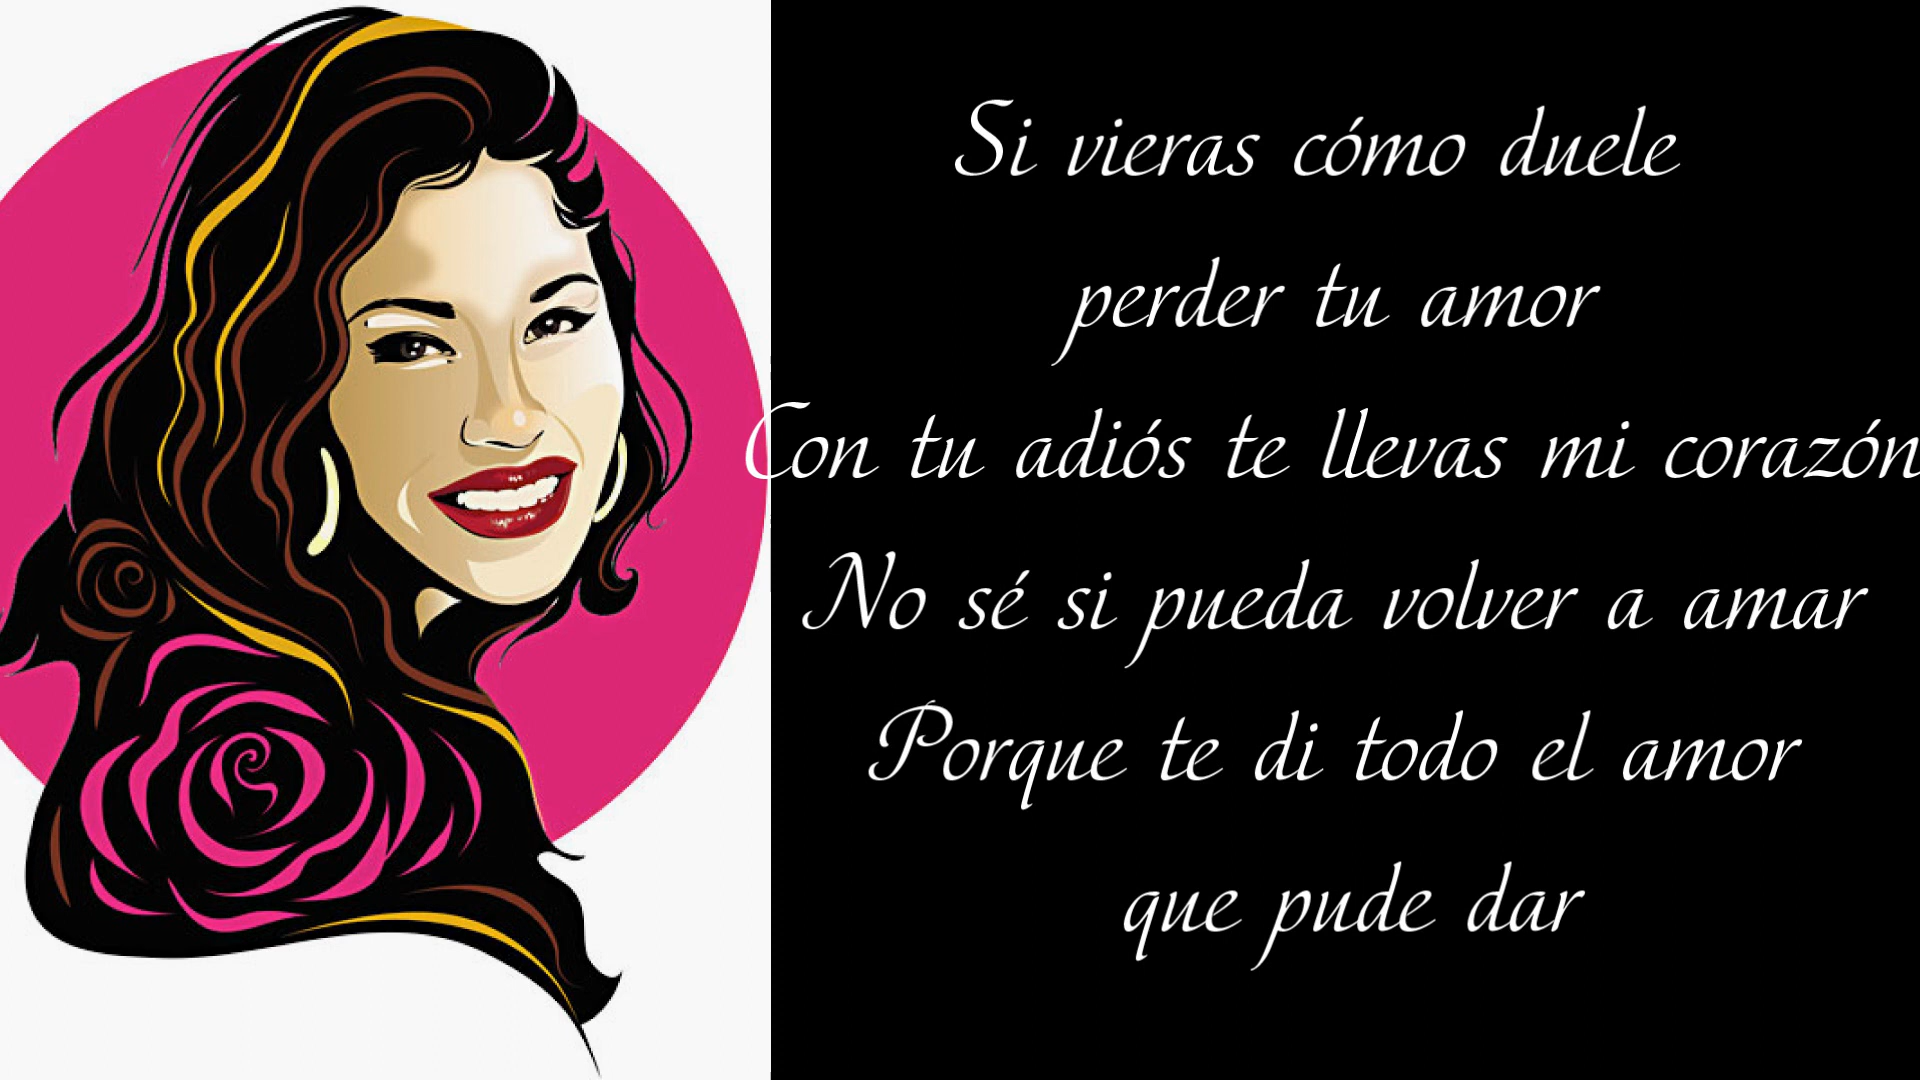 Si vieras cómo duele
perder tu amor
Con tu adiós te llevas mi corazón
No sé si pueda volver a amar
Porque te di todo el amor
que pude dar